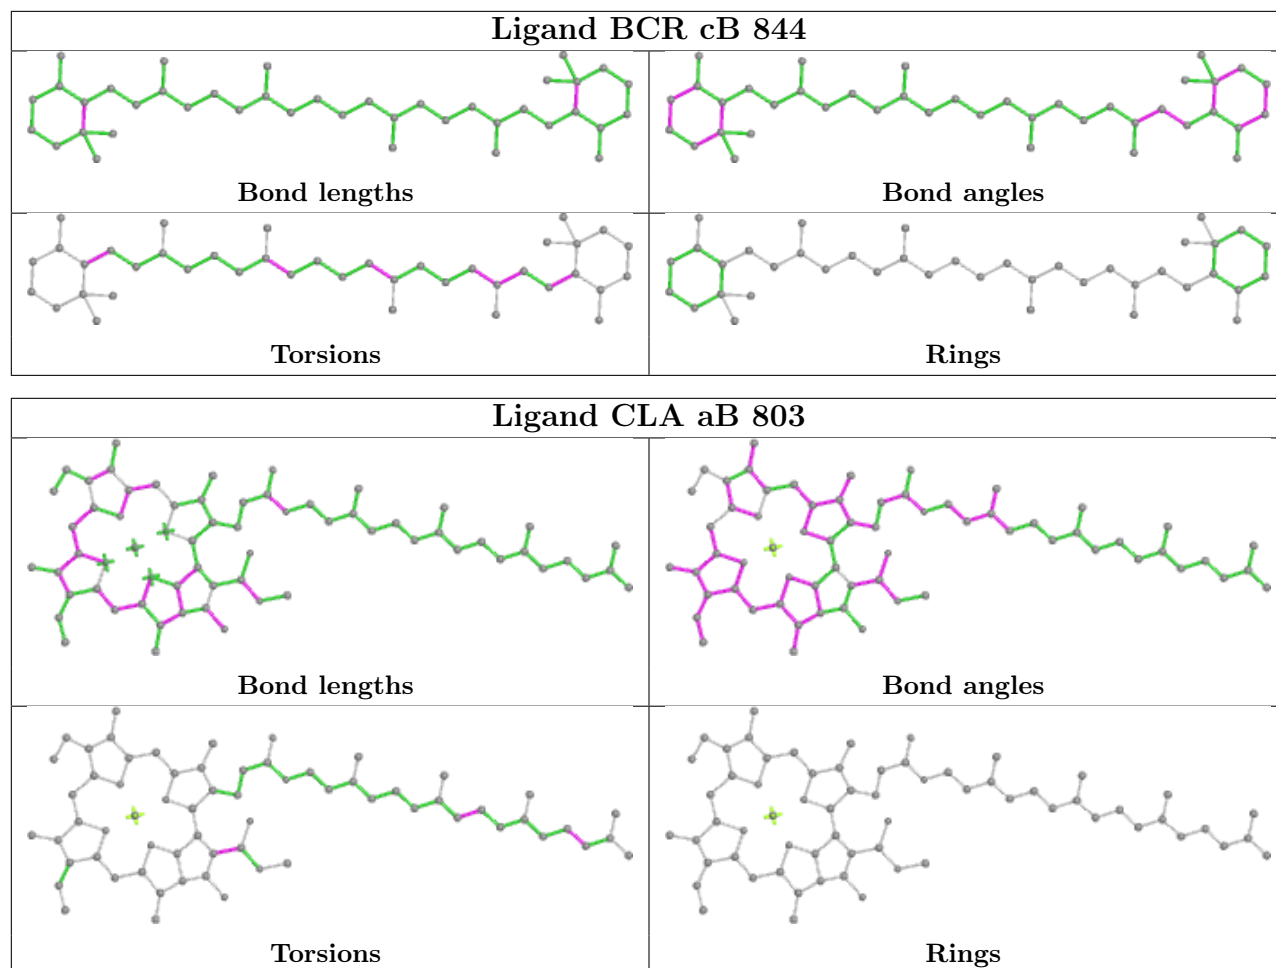 Ligand BCR cB 844
Bond lengths
Bond angles
Torsions
Rings
Ligand CLA aB 803
Bond lengths
Bond angles
Torsions
Rings